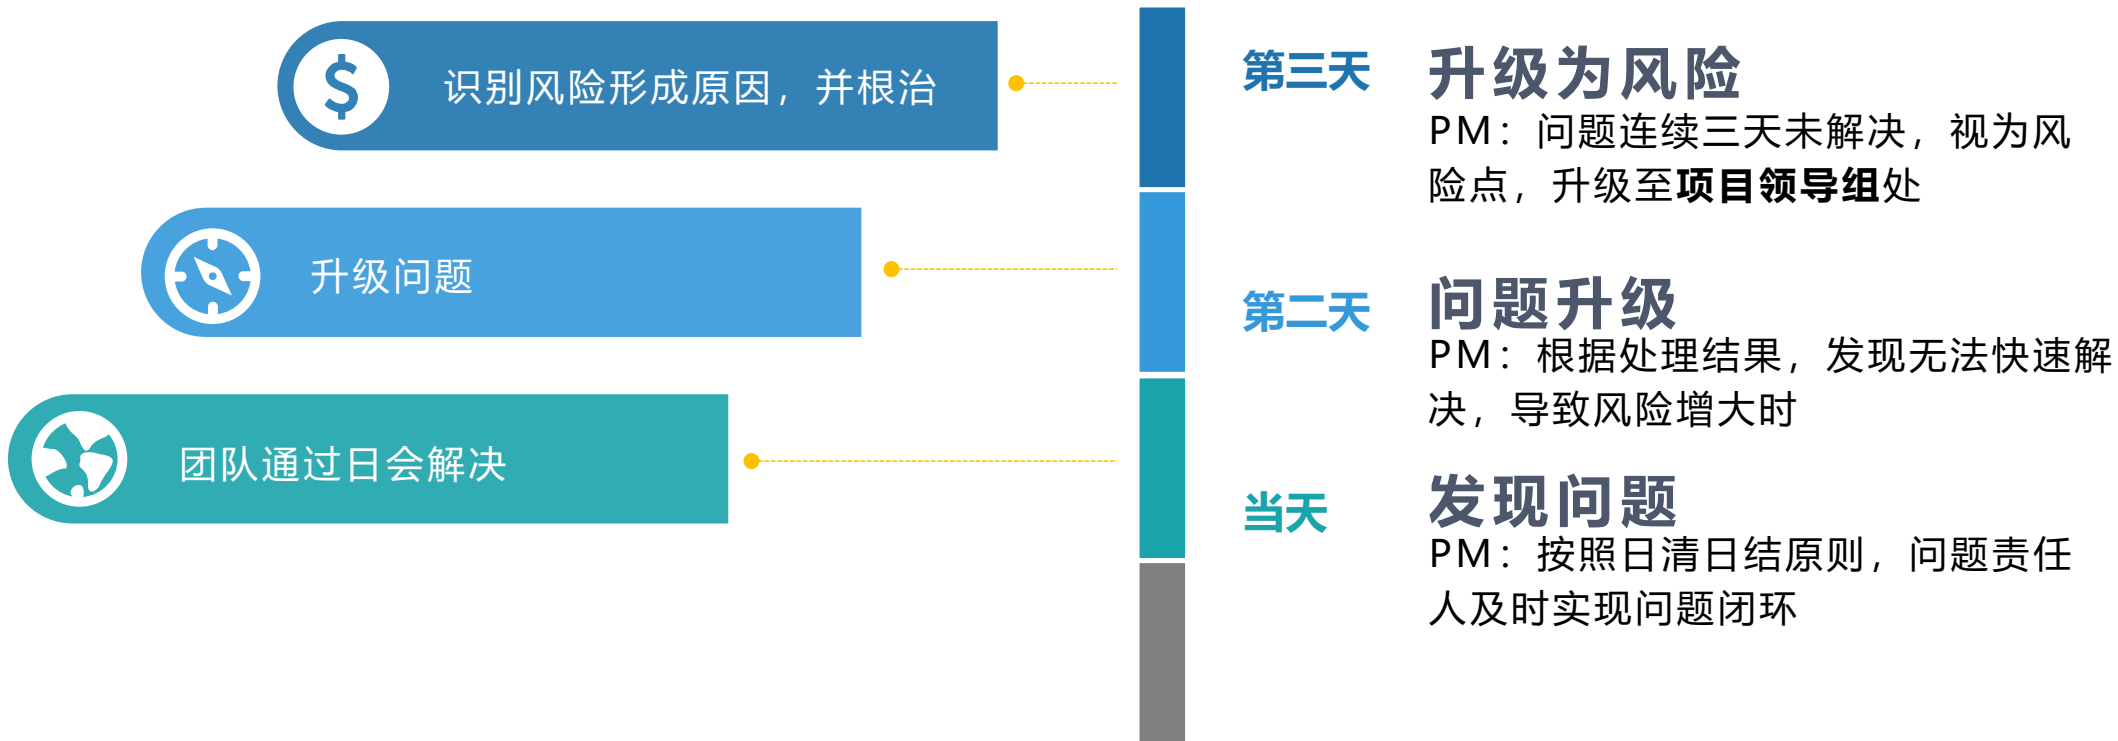 识别风险形成原因，并根治
第三天
升级为风险
PM：问题连续三天未解决，视为风
险点，升级至项目领导组处
升级问题
第二天
问题升级
PM：根据处理结果，发现无法快速解
决，导致风险增大时
团队通过日会解决
当天
发现问题
PM：按照日清日结原则，问题责任
人及时实现问题闭环